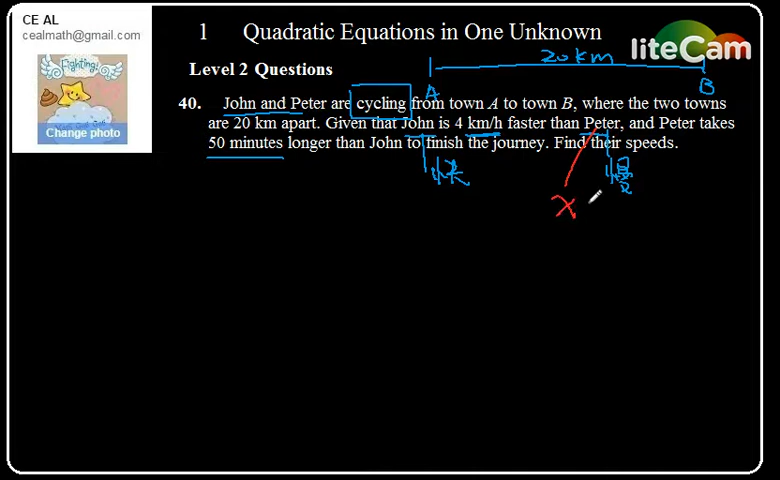 CE AL
cealmath@gmail.com
Fighting!
Change photo
1 Quadratic Equations in One Unknown
liteCam
Level 2 Questions
20 km
A
B
40. John and Peter are cycling from town A to town B, where the two towns
are 20 km apart. Given that John is 4 km/h faster than Peter, and Peter takes
50 minutes longer than John to finish the journey. Find their speeds.
快
慢
x